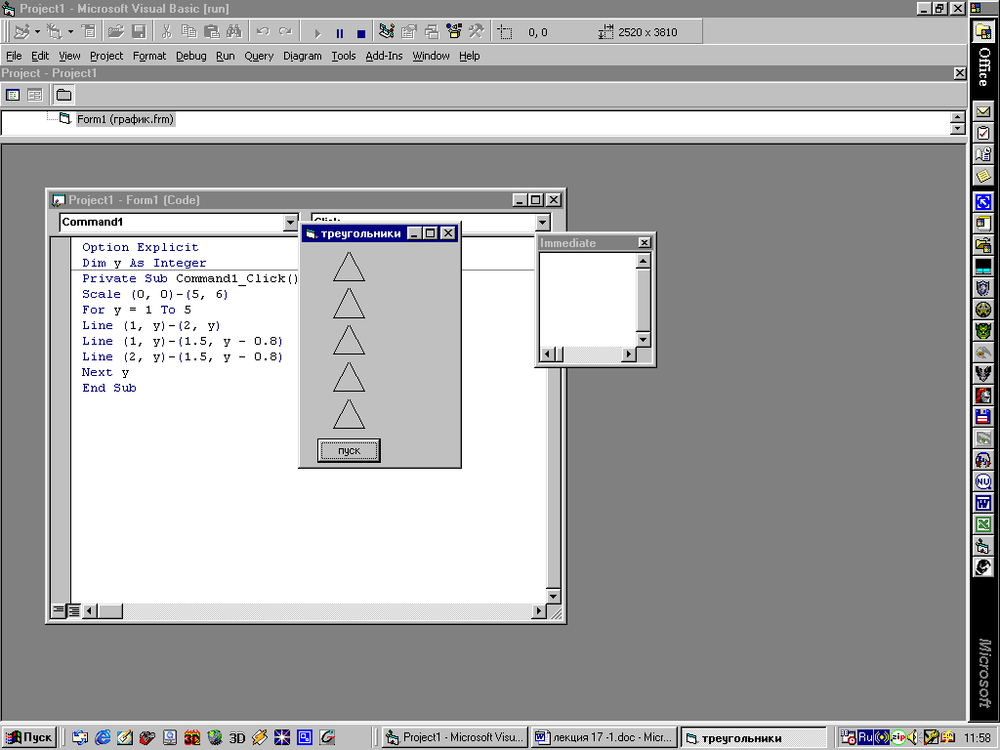 Project1 - Microsoft Visual Basic [run]
0, 0
2520 x 3810
File Edit View Project Format Debug Run Query Diagram Tools Add-Ins Window Help
Project - Project1
Form1 (график.frm)
Project1 - Form1 (Code)
Command1
треугольники
Option Explicit
Dim y As Integer
Private Sub Command1_Click()
Scale (0, 0)-(5, 6)
For y = 1 To 5
Line (1, y)-(2, y)
Line (1, y)-(1.5, y - 0.8)
Line (2, y)-(1.5, y - 0.8)
Next y
End Sub
пуск
Immediate
Office
NU
W
Microsoft
Пуск
3D
Project1 - Microsoft Visu...
лекция 17 -1.doc - Micr...
треугольники
Ru
zip
11:58